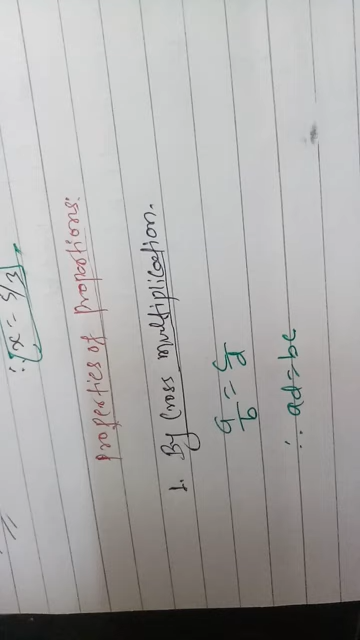 ∴ [x = 5/3].
properties of proportions:
1. By Cross multiplication.
a/b = c/d
∴ ad = bc